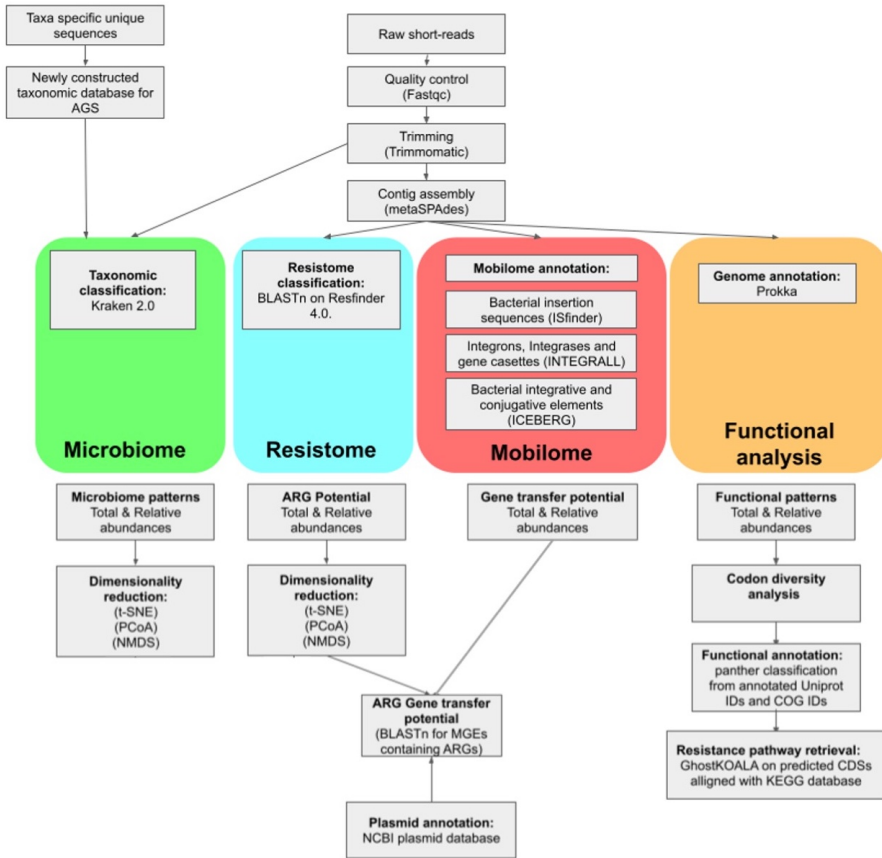 Taxa specific unique
sequences
Newly constructed
taxonomic database for
AGS
Raw short-reads
Quality control
(Fastqc)
Trimming
(Trimmomatic)
Contig assembly
(metaSPAdes)
Taxonomic
classification:
Kraken 2.0
Microbiome
Resistome
classification:
BLASTn on Resfinder
4.0.
Resistome
Mobilome annotation:
Bacterial insertion
sequences (ISfinder)
Integrons, Integrases and
gene casettes (INTEGRALL)
Bacterial integrative and
conjugative elements
(ICEBERG)
Mobilome
Genome annotation:
Prokka
Functional
analysis
Microbiome patterns
Total & Relative
abundances
Dimensionality
reduction:
(t-SNE)
(PCoA)
(NMDS)
ARG Potential
Total & Relative
abundances
Dimensionality
reduction:
(t-SNE)
(PCoA)
(NMDS)
Gene transfer potential
Total & Relative
abundances
ARG Gene transfer
potential
(BLASTn for MGEs
containing ARGs)
Plasmid annotation:
NCBI plasmid database
Functional patterns
Total & Relative
abundances
Codon diversity
analysis
Functional annotation:
panther classification
from annotated Uniprot
IDs and COG IDs
Resistance pathway retrieval:
GhostKOALA on predicted CDSs
alligned with KEGG database